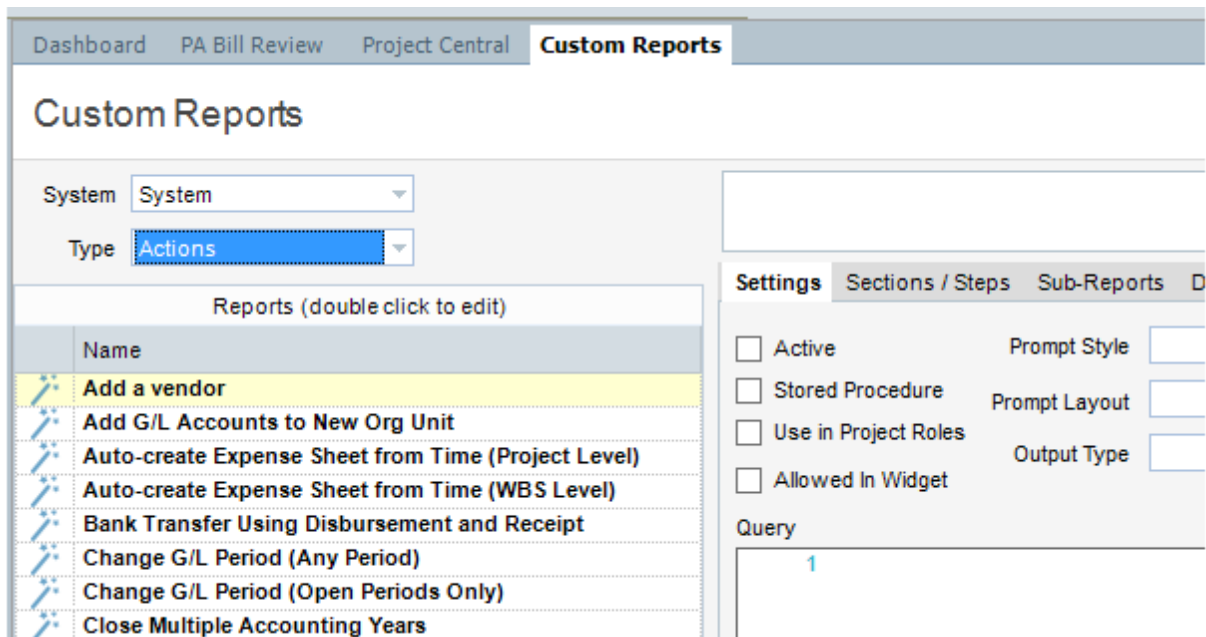 Dashboard PA Bill Review Project Central Custom Reports
Custom Reports
System System
Type Actions
Reports (double click to edit)
Name
Add a vendor
Add G/L Accounts to New Org Unit
Auto-create Expense Sheet from Time (Project Level)
Auto-create Expense Sheet from Time (WBS Level)
Bank Transfer Using Disbursement and Receipt
Change G/L Period (Any Period)
Change G/L Period (Open Periods Only)
Close Multiple Accounting Years
Settings Sections / Steps Sub-Reports
Active Prompt Style
Stored Procedure Prompt Layout
Use in Project Roles
Output Type
Allowed In Widget
Query
1